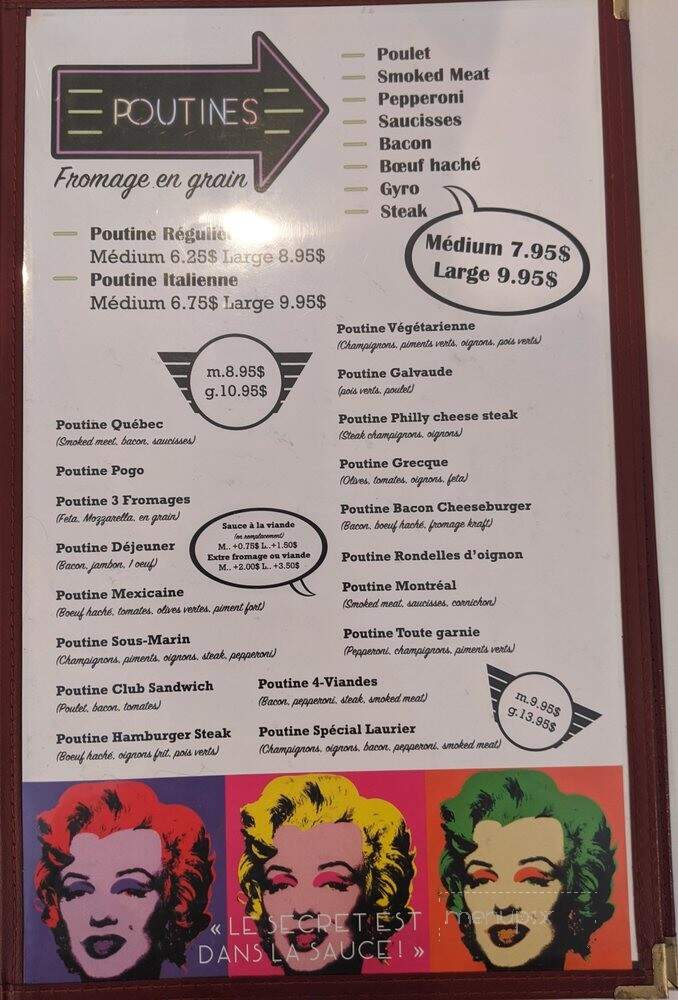 POUTINES
Fromage en grain
Poutine Régulière
Médium 6.25$ Large 8.95$
Poutine Italienne
Médium 6.75$ Large 9.95$
Poulet
Smoked Meat
Pepperoni
Saucisses
Bacon
Bœuf haché
Gyro
Steak
Médium 7.95$
Large 9.95$
m.8.95$
g.10.95$
Poutine Québec
(Smoked meet, bacon, saucisses)
Poutine Pogo
Poutine 3 Fromages
(Feta, Mozzarella, en grain)
Poutine Déjeuner
(Bacon, jambon, 1 oeuf)
Poutine Mexicaine
(Boeuf haché, tomates, olives vertes, piment fort)
Poutine Sous-Marin
(Champignons, piments, oignons, steak, pepperoni)
Poutine Club Sandwich
(Poulet, bacon, tomates)
Poutine Hamburger Steak
(Boeuf haché, oignons frit, pois verts)
Sauce à la viande
(en remplacement)
M.. +0.75$ L..+1.50$
Extre fromage ou viande
M.. +2.00$ L.. +3.50$
Poutine Végétarienne
(Champignons, piments verts, oignons, pois verts)
Poutine Galvaude
(pois verts, poulet)
Poutine Philly cheese steak
(Steak champignons, oignons)
Poutine Grecque
(Olives, tomates, oignons, feta)
Poutine Bacon Cheeseburger
(Bacon, boeuf haché, fromage kraft)
Poutine Rondelles d'oignon
Poutine Montréal
(Smoked meat, saucisses, cornichon)
Poutine Toute garnie
(Pepperoni, champignons, piments verts)
Poutine 4-Viandes
(Bacon, pepperoni, steak, smoked meat)
Poutine Spécial Laurier
(Champignons, oignons, bacon, pepperoni, smoked meat)
m.9.95$
g.13.95$
« LE SECRET EST
DANS LA SAUCE ! »
menupix